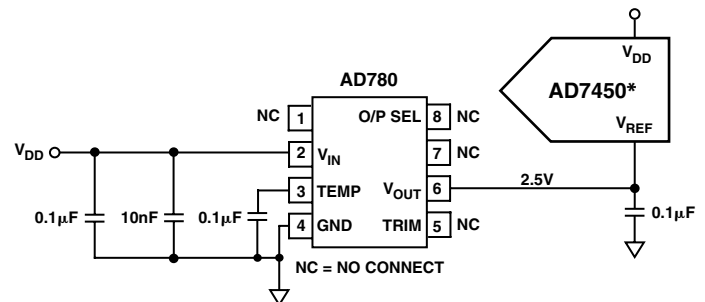 V_DD
AD7450*
V_REF
AD780
NC 1 O/P SEL 8 NC
7 NC
V_DD 2 V_IN
3 TEMP V_OUT 6 2.5V
0.1µF 10nF 0.1µF 4 GND TRIM 5 NC 0.1µF
NC = NO CONNECT